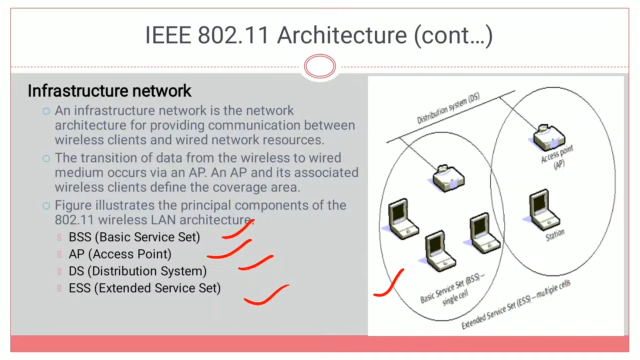 IEEE 802.11 Architecture (cont…)
Infrastructure network
An infrastructure network is the network
architecture for providing communication between
wireless clients and wired network resources.
The transition of data from the wireless to wired
medium occurs via an AP. An AP and its associated
wireless clients define the coverage area.
Figure illustrates the principal components of the
802.11 wireless LAN architecture.
BSS (Basic Service Set)
AP (Access Point)
DS (Distribution System)
ESS (Extended Service Set)
Distribution system (DS)
Access point
(AP)
Station
Basic Service Set (BSS)—
single cell
Extended Service Set (ESS)—multiple cells